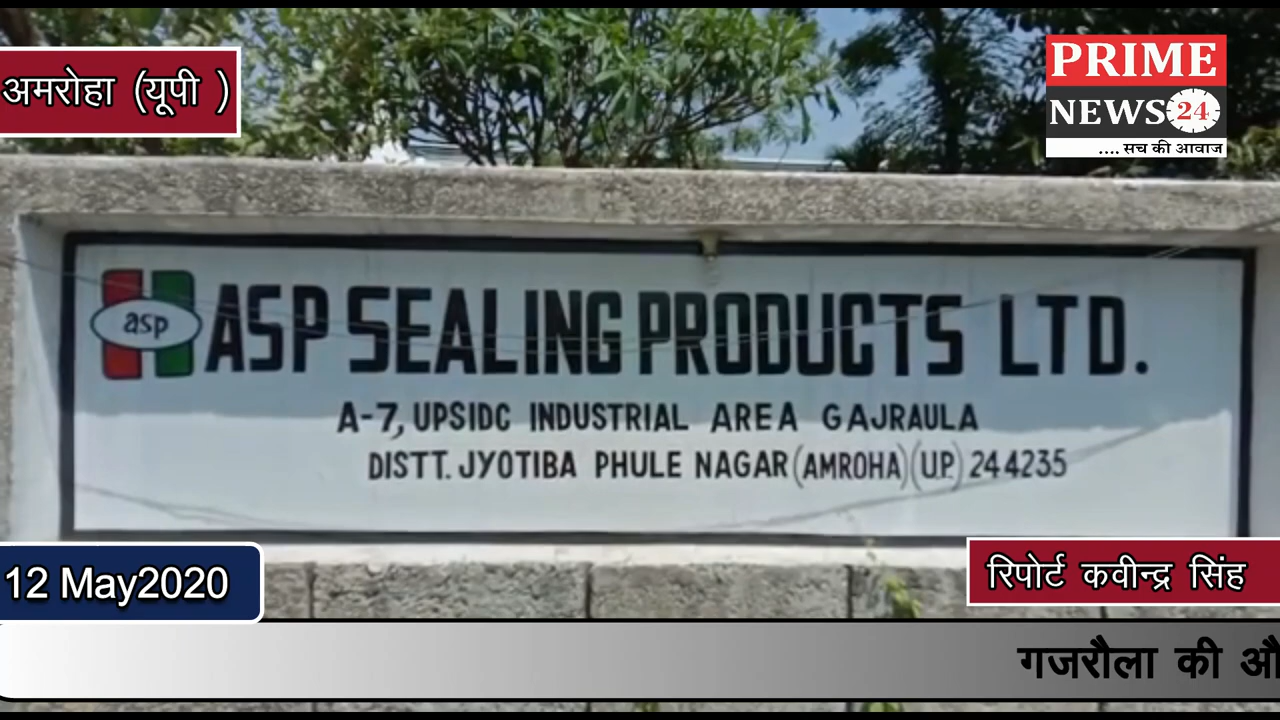 अमरोहा (यूपी )
PRIME
NEWS 24
.... सच की आवाज
asp
ASP SEALING PRODUCTS LTD.
A-7, UPSIDC INDUSTRIAL AREA GAJRAULA
DISTT. JYOTIBA PHULE NAGAR (AMROHA) (U.P.) 244235
12 May2020
रिपोर्ट कवीन्द्र सिंह
गजरौला की